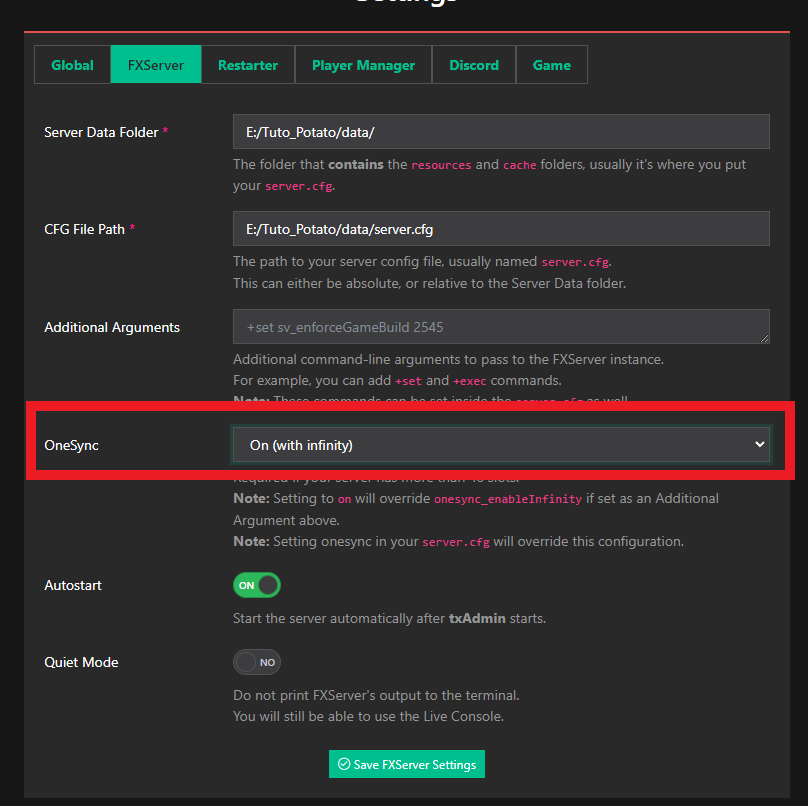 Settings
Global FXServer Restarter Player Manager Discord Game
Server Data Folder *
E:/Tuto_Potato/data/
The folder that contains the resources and cache folders, usually it's where you put
your server.cfg.
CFG File Path *
E:/Tuto_Potato/data/server.cfg
The path to your server config file, usually named server.cfg.
This can either be absolute, or relative to the Server Data folder.
Additional Arguments
+set sv_enforceGameBuild 2545
Additional command-line arguments to pass to the FXServer instance.
For example, you can add +set and +exec commands.
Note: These commands can be set inside the server.cfg as well.
OneSync
On (with infinity)
Required if your server has more than 48 slots.
Note: Setting to on will override onesync_enableInfinity if set as an Additional
Argument above.
Note: Setting onesync in your server.cfg will override this configuration.
Autostart
ON
Start the server automatically after txAdmin starts.
Quiet Mode
NO
Do not print FXServer's output to the terminal.
You will still be able to use the Live Console.
Save FXServer Settings